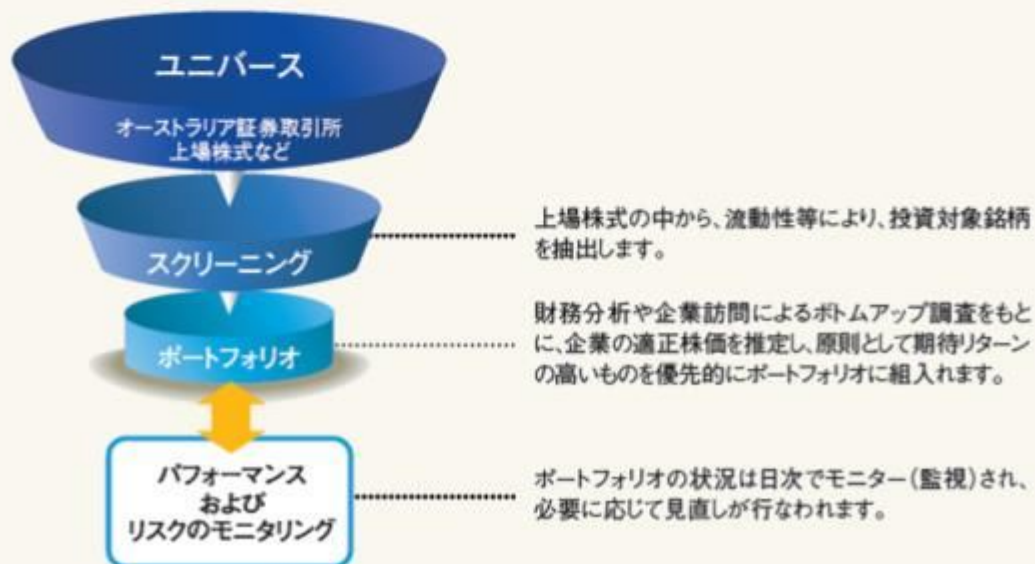 ユニバース
オーストラリア証券取引所
上場株式など
スクリーニング
上場株式の中から、流動性等により、投資対象銘柄
を抽出します。
ポートフォリオ
財務分析や企業訪問によるボトムアップ調査をもと
に、企業の適正株価を推定し、原則として期待リターン
の高いものを優先的にポートフォリオに組入れます。
パフォーマンス
および
リスクのモニタリング
ポートフォリオの状況は日次でモニター(監視)され、
必要に応じて見直しが行なわれます。